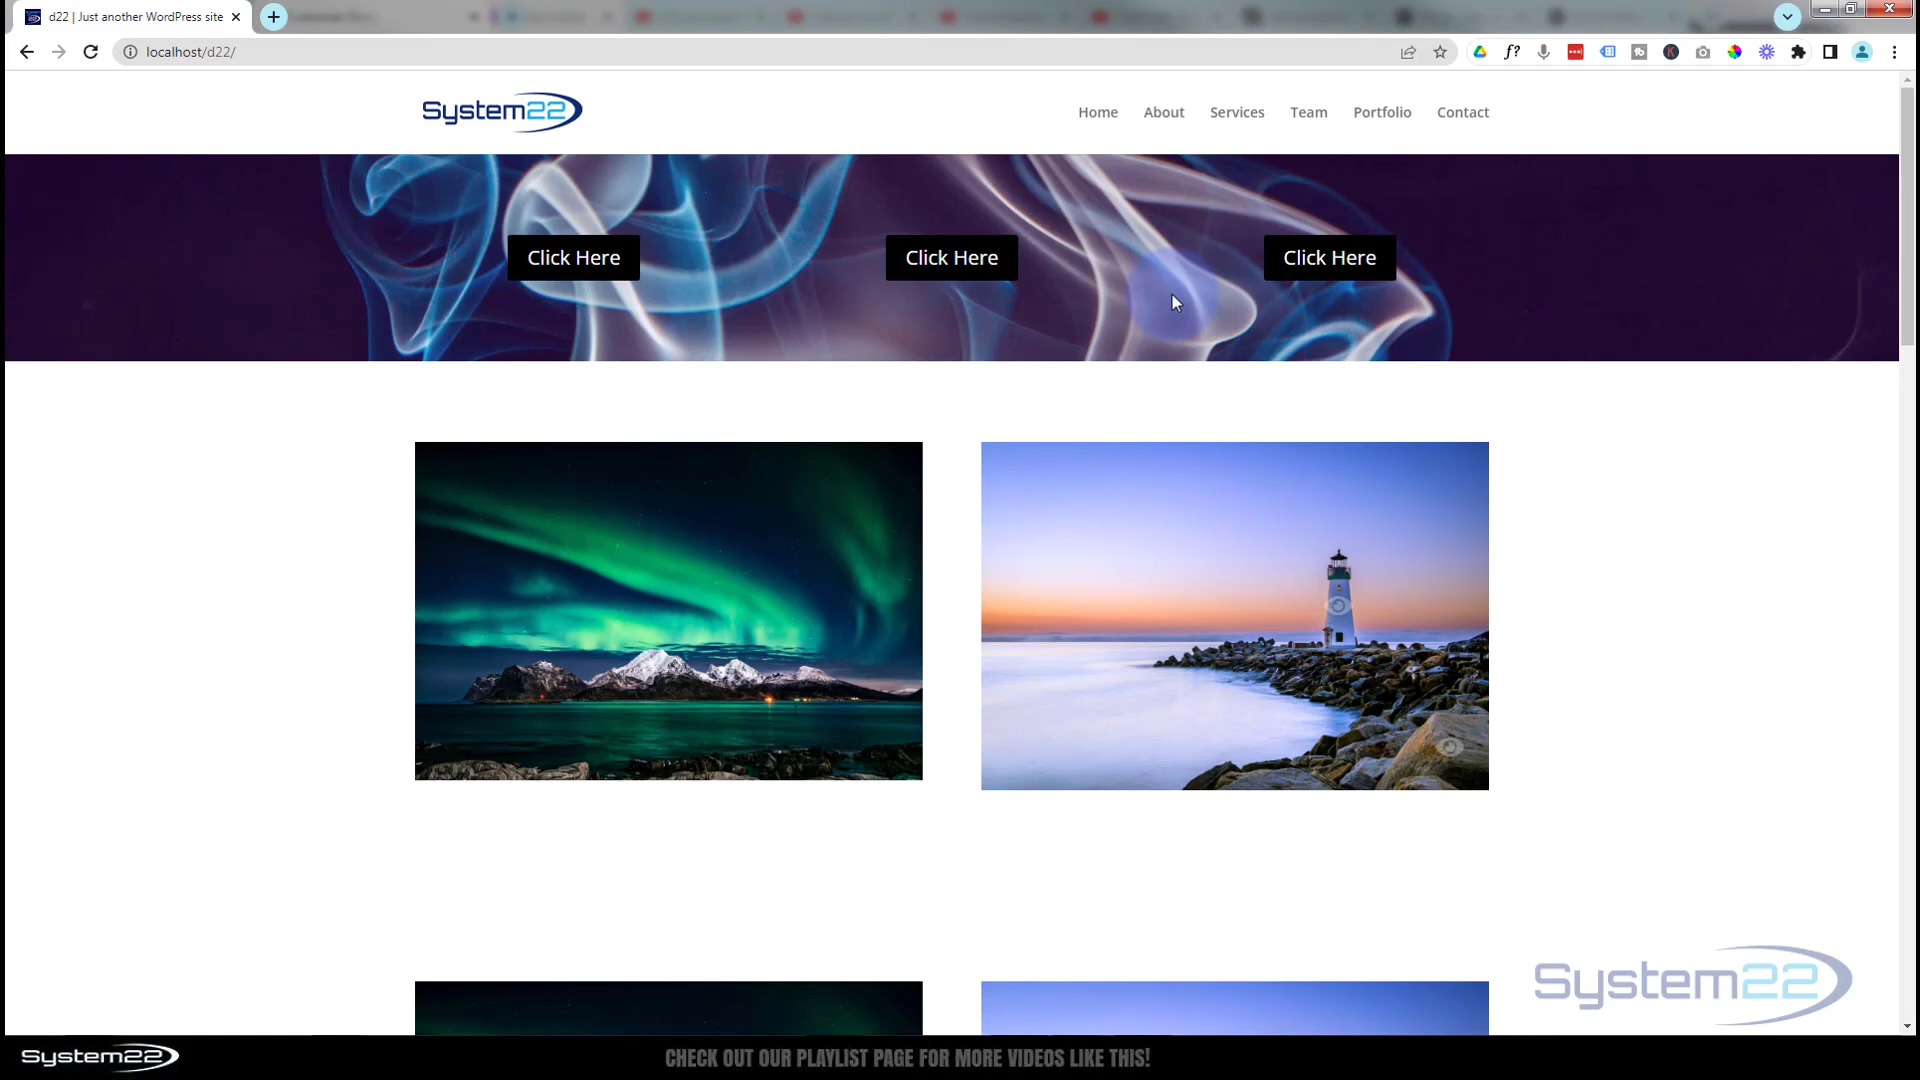 d22 | Just another WordPress site
localhost/d22/
System22
Home About Services Team Portfolio Contact
Click Here Click Here Click Here
System22
System22
CHECK OUT OUR PLAYLIST PAGE FOR MORE VIDEOS LIKE THIS!